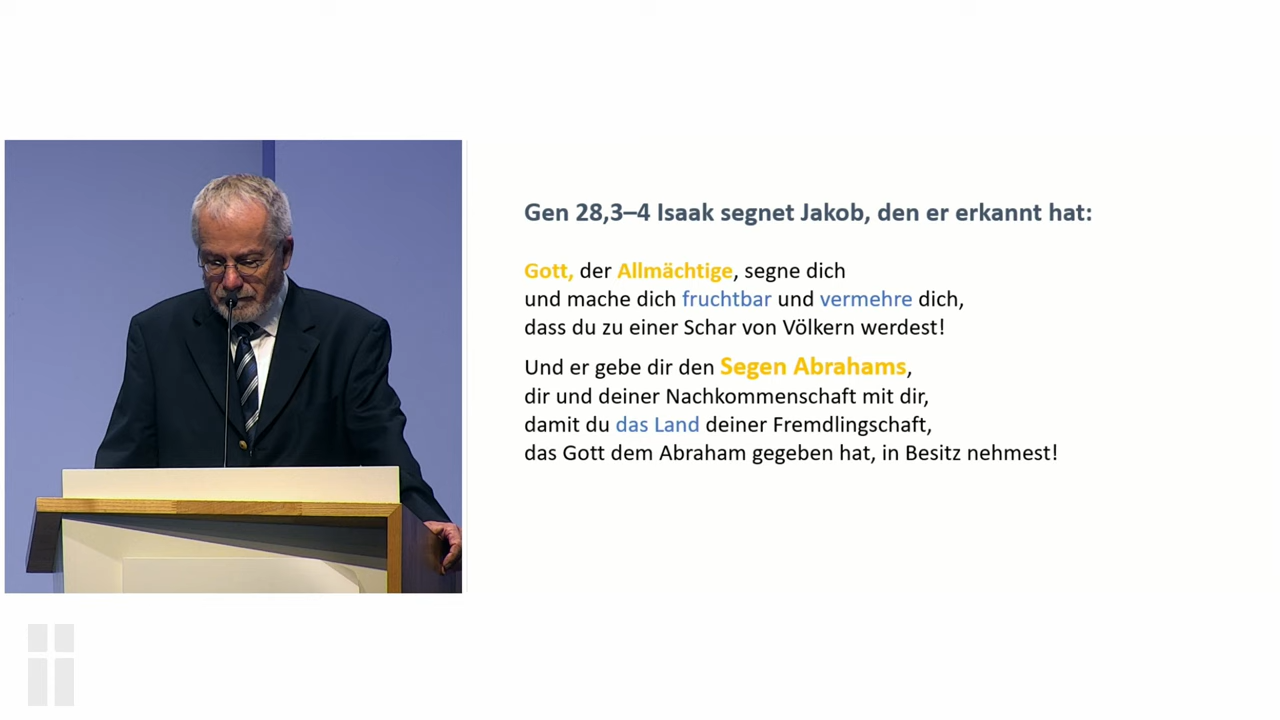 Gen 28,3–4 Isaak segnet Jakob, den er erkannt hat:
Gott, der Allmächtige, segne dich
und mache dich fruchtbar und vermehre dich,
dass du zu einer Schar von Völkern werdest!
Und er gebe dir den Segen Abrahams,
dir und deiner Nachkommenschaft mit dir,
damit du das Land deiner Fremdlingschaft,
das Gott dem Abraham gegeben hat, in Besitz nehmest!